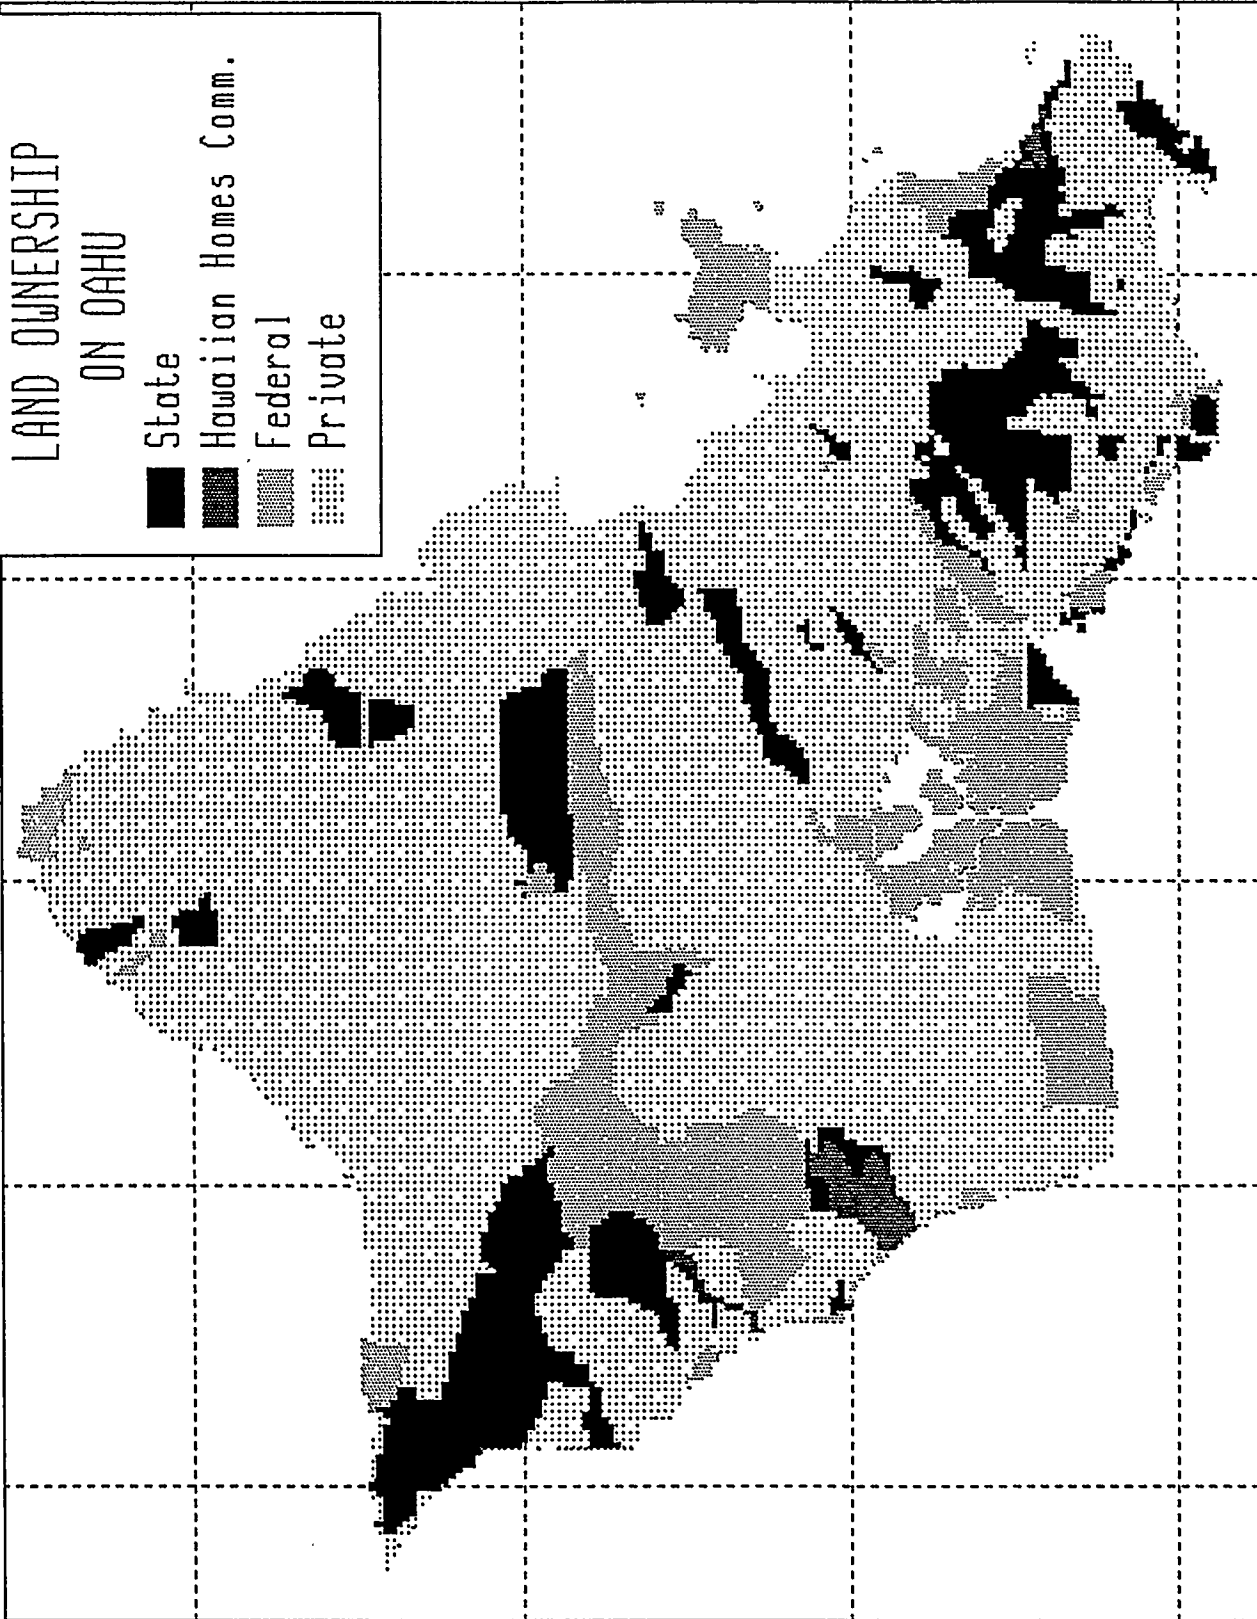 LAND OWNERSHIP
ON OAHU
State
Hawaiian Homes Comm.
Federal
Private